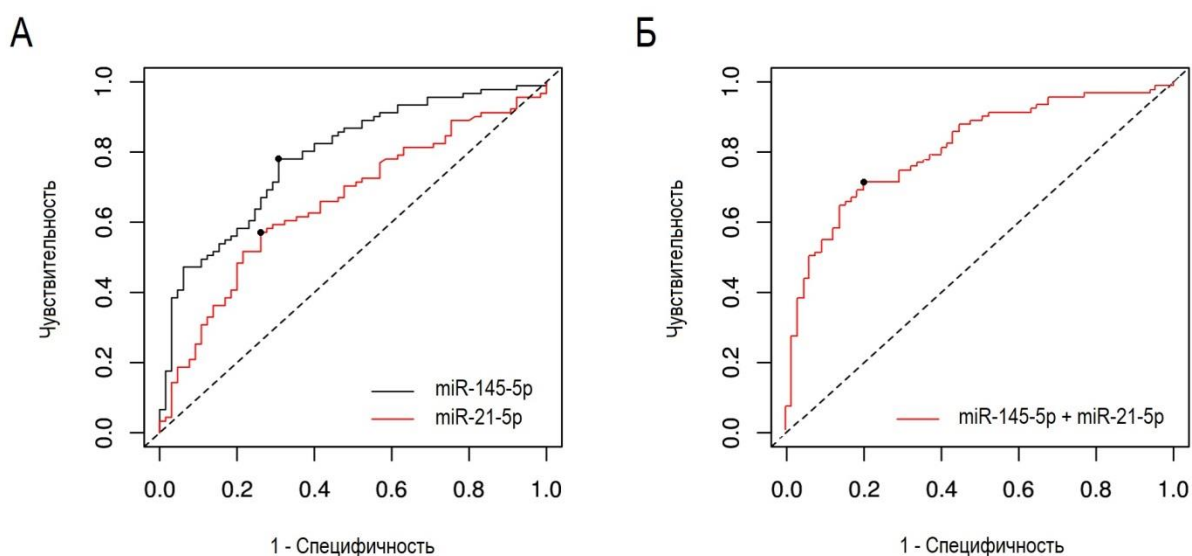 А
Чувствительность
1.0
0.8
0.6
0.4
0.2
0.0
miR-145-5p
miR-21-5p
0.0 0.2 0.4 0.6 0.8 1.0
1 - Специфичность
Б
Чувствительность
1.0
0.8
0.6
0.4
0.2
0.0
miR-145-5p + miR-21-5p
0.0 0.2 0.4 0.6 0.8 1.0
1 - Специфичность